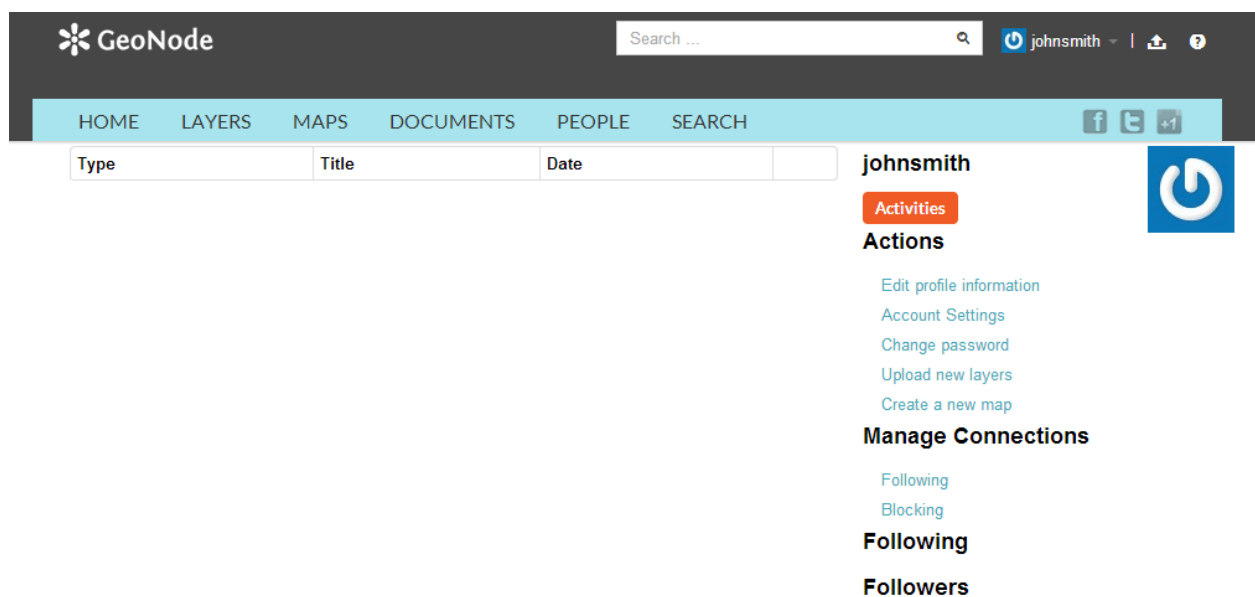 GeoNode
Search ...
johnsmith
HOME LAYERS MAPS DOCUMENTS PEOPLE SEARCH
f t +1
Type Title Date
johnsmith
Activities
Actions
Edit profile information
Account Settings
Change password
Upload new layers
Create a new map
Manage Connections
Following
Blocking
Following
Followers